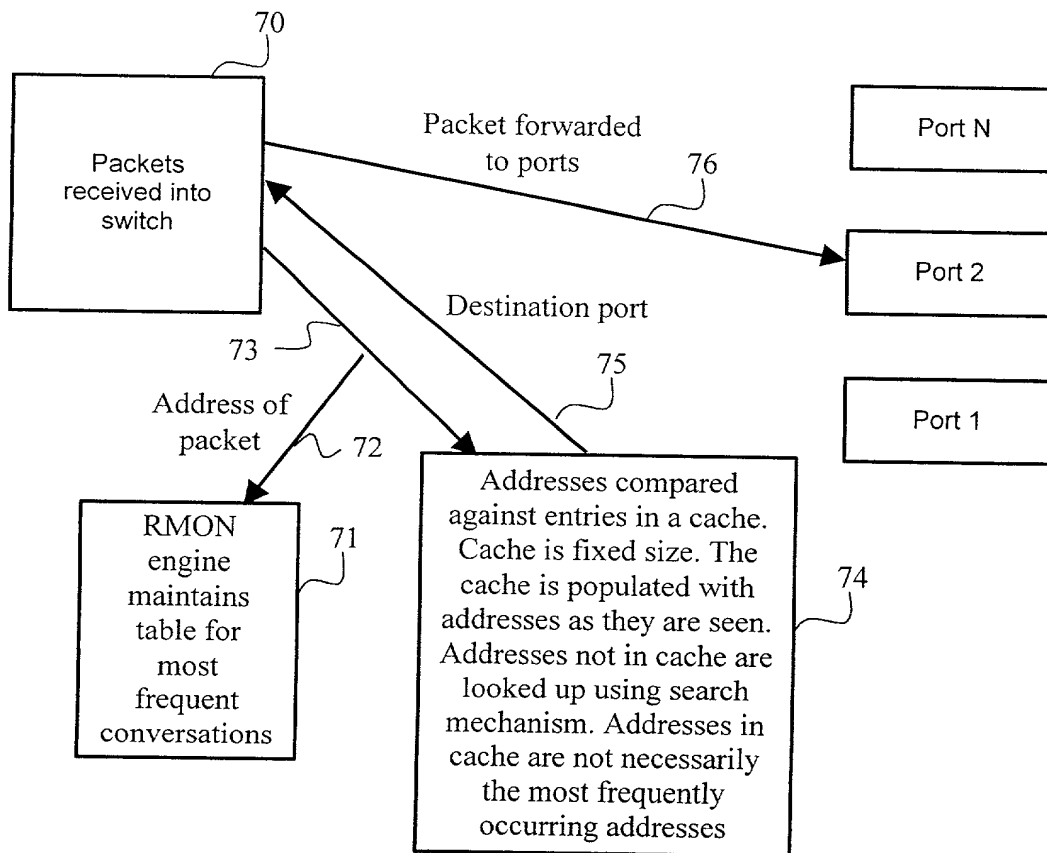 70
Packets
received into
switch
Packet forwarded
to ports
76
Port N
Port 2
Port 1
Destination port
73
75
Address of
packet
72
RMON
engine
maintains
table for
most
frequent
conversations
71
Addresses compared
against entries in a cache.
Cache is fixed size. The
cache is populated with
addresses as they are seen.
Addresses not in cache are
looked up using search
mechanism. Addresses in
cache are not necessarily
the most frequently
occurring addresses
74